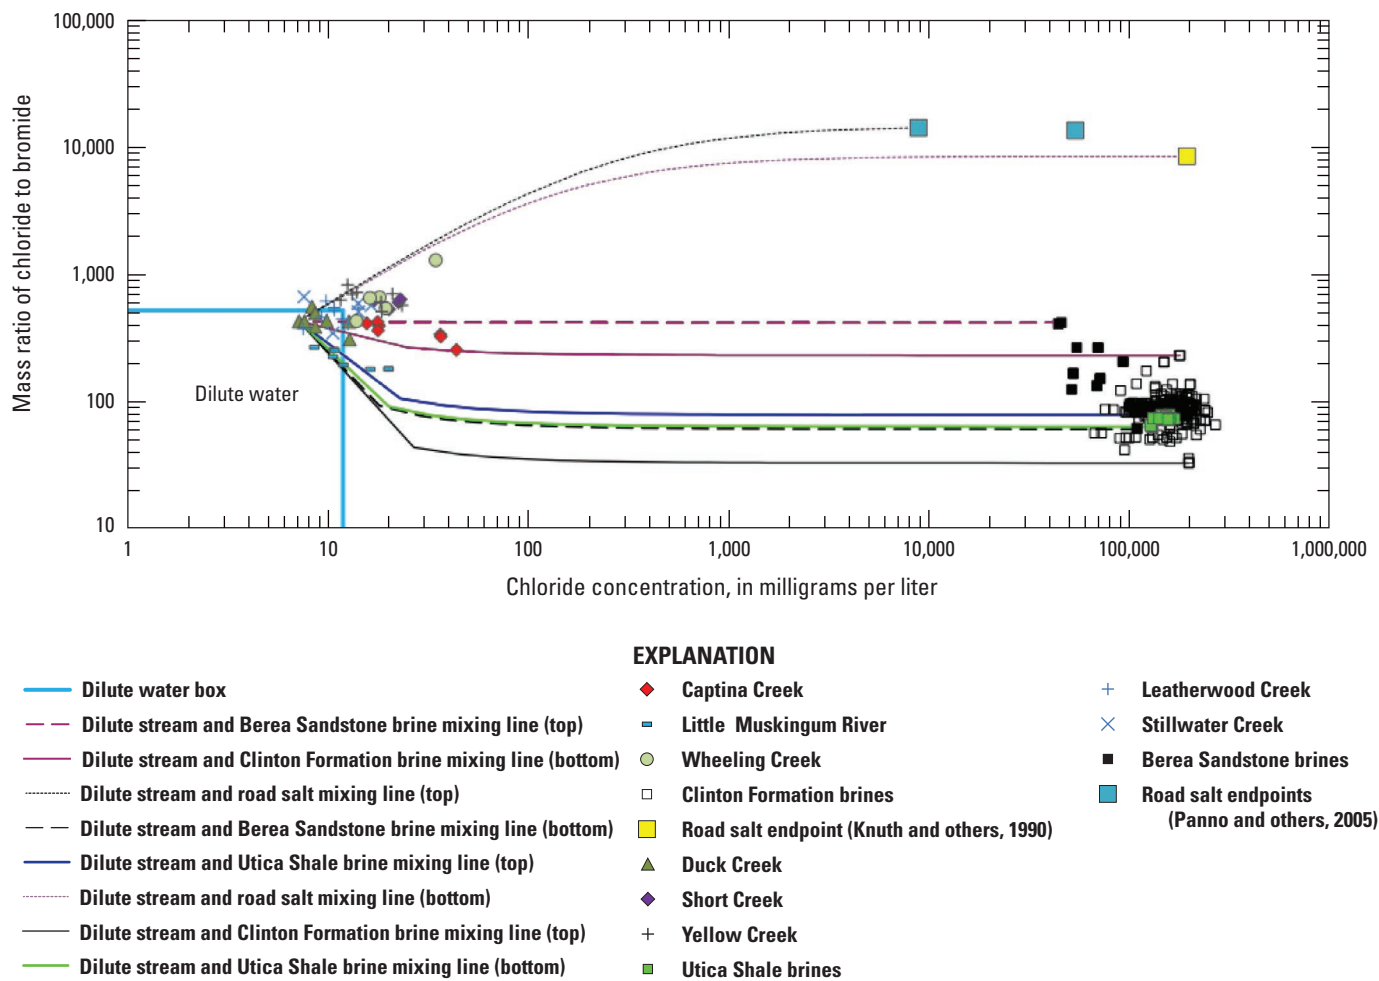 100,000
10,000
1,000
100
10
Mass ratio of chloride to bromide
Dilute water
1
10
100
1,000
10,000
100,000
1,000,000
Chloride concentration, in milligrams per liter
EXPLANATION
Dilute water box
Dilute stream and Berea Sandstone brine mixing line (top)
Dilute stream and Clinton Formation brine mixing line (bottom)
Dilute stream and road salt mixing line (top)
Dilute stream and Berea Sandstone brine mixing line (bottom)
Dilute stream and Utica Shale brine mixing line (top)
Dilute stream and road salt mixing line (bottom)
Dilute stream and Clinton Formation brine mixing line (top)
Dilute stream and Utica Shale brine mixing line (bottom)
Captina Creek
Little Muskingum River
Wheeling Creek
Clinton Formation brines
Road salt endpoint (Knuth and others, 1990)
Duck Creek
Short Creek
Yellow Creek
Utica Shale brines
Leatherwood Creek
Stillwater Creek
Berea Sandstone brines
Road salt endpoints
(Panno and others, 2005)